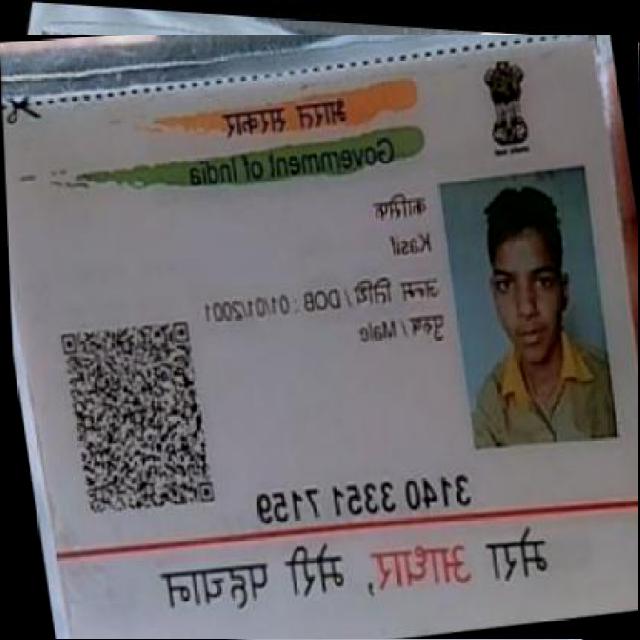 भारत सरकार
Government of India
Kasif
जन्म तिथि / DOB : 01/01/2001
पुरुष / Male
3140 3351 7159
मेरा आधार, मेरी पहचान